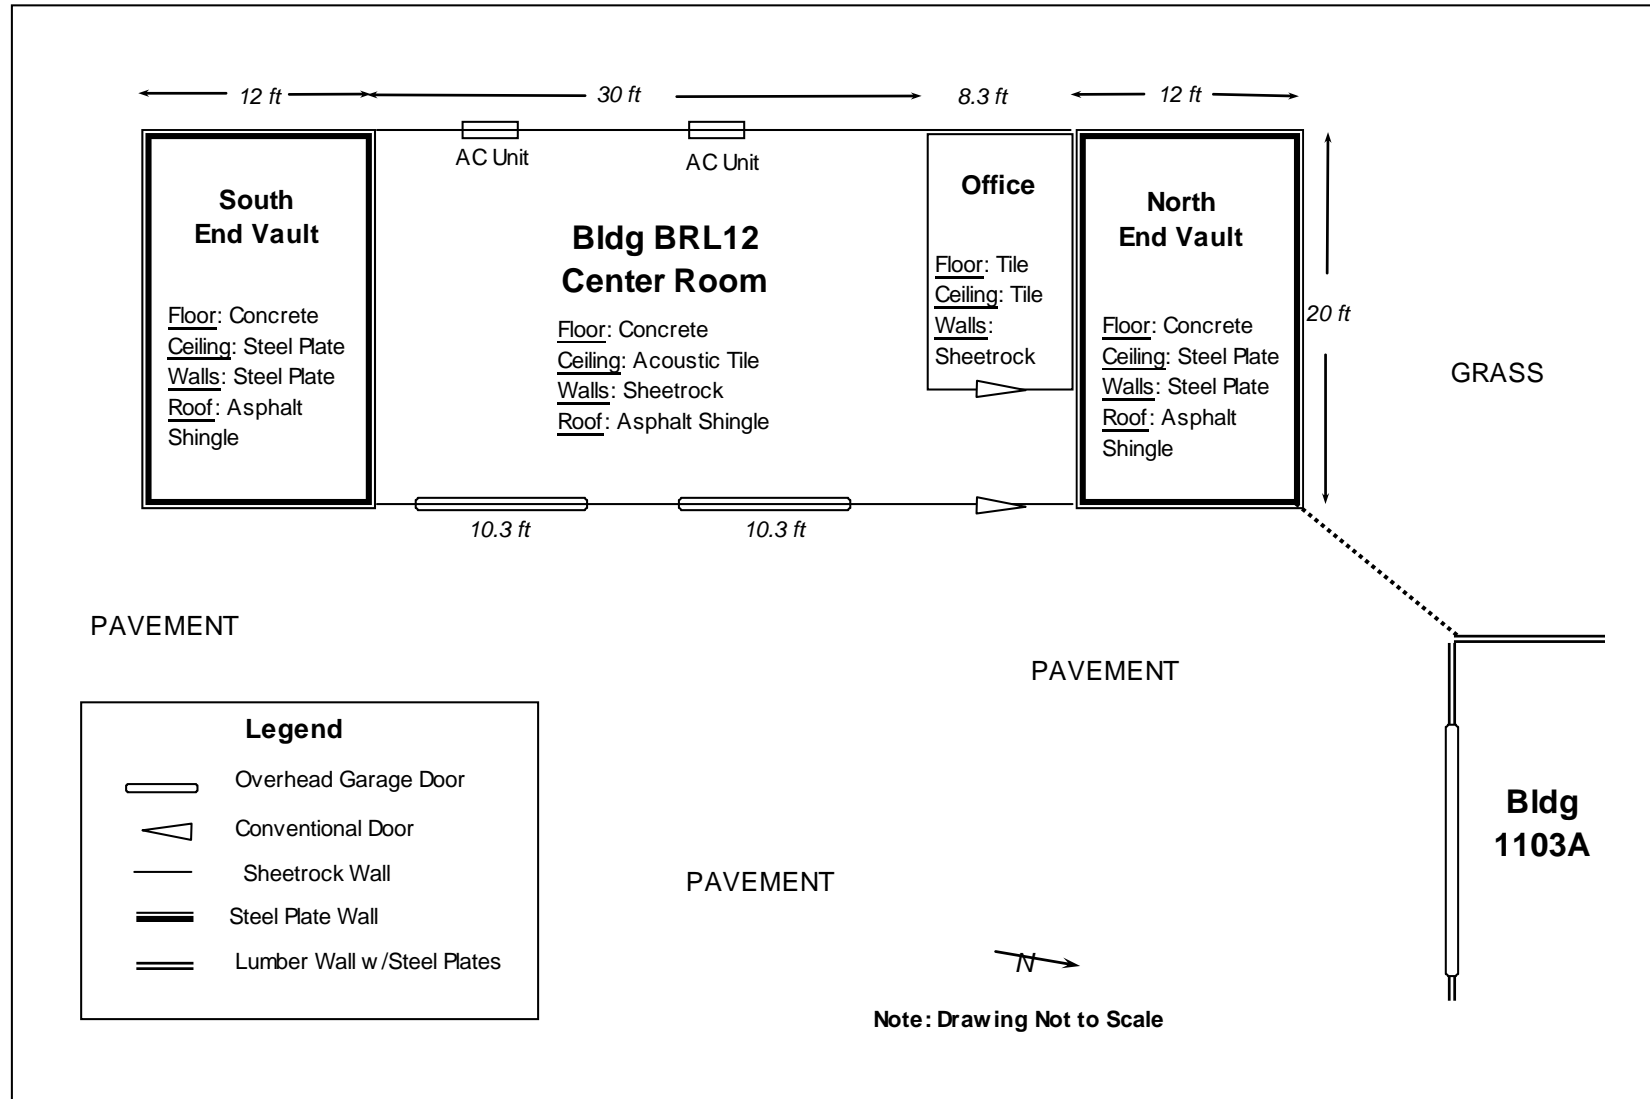 12 ft
30 ft
8.3 ft
12 ft
AC Unit
AC Unit
South
End Vault
Floor: Concrete
Ceiling: Steel Plate
Walls: Steel Plate
Roof: Asphalt
Shingle
Bldg BRL12
Center Room
Floor: Concrete
Ceiling: Acoustic Tile
Walls: Sheetrock
Roof: Asphalt Shingle
Office
Floor: Tile
Ceiling: Tile
Walls:
Sheetrock
North
End Vault
Floor: Concrete
Ceiling: Steel Plate
Walls: Steel Plate
Roof: Asphalt
Shingle
20 ft
GRASS
10.3 ft
10.3 ft
PAVEMENT
PAVEMENT
Legend
Overhead Garage Door
Conventional Door
Sheetrock Wall
Steel Plate Wall
Lumber Wall w/Steel Plates
PAVEMENT
Bldg
1103A
N
Note: Drawing Not to Scale